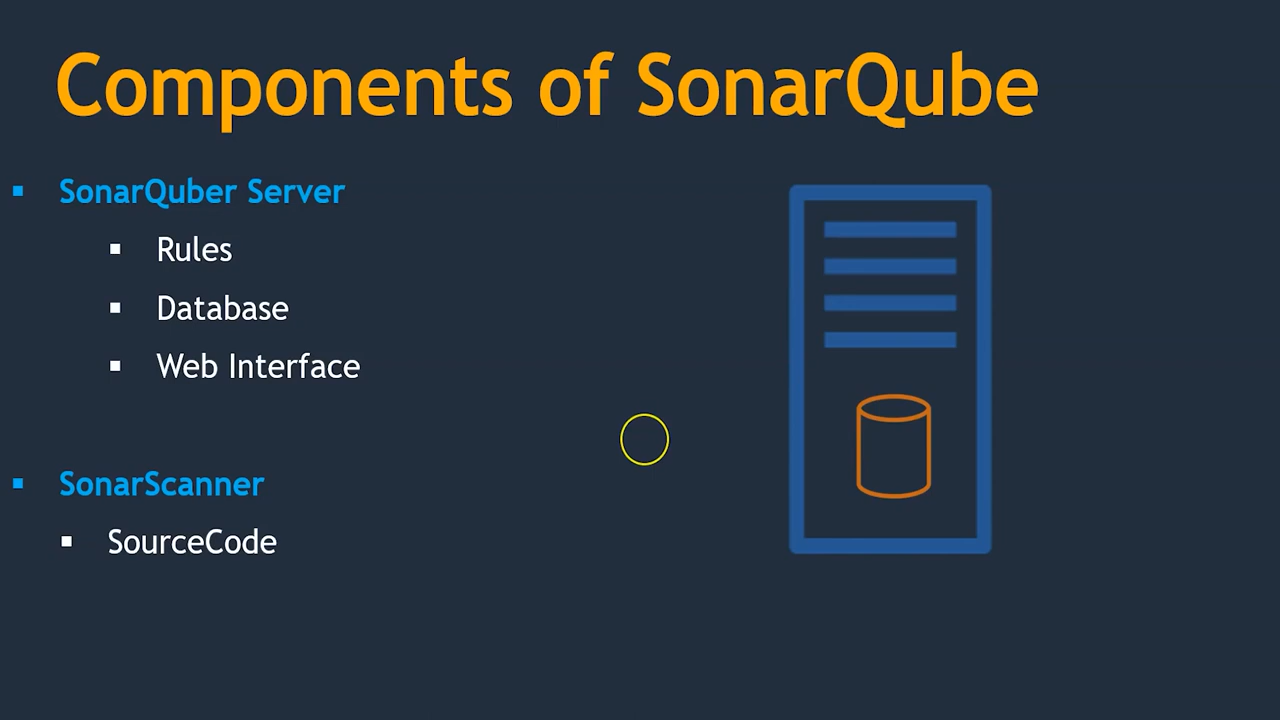 Components of SonarQube
SonarQuber Server
Rules
Database
Web Interface
SonarScanner
SourceCode